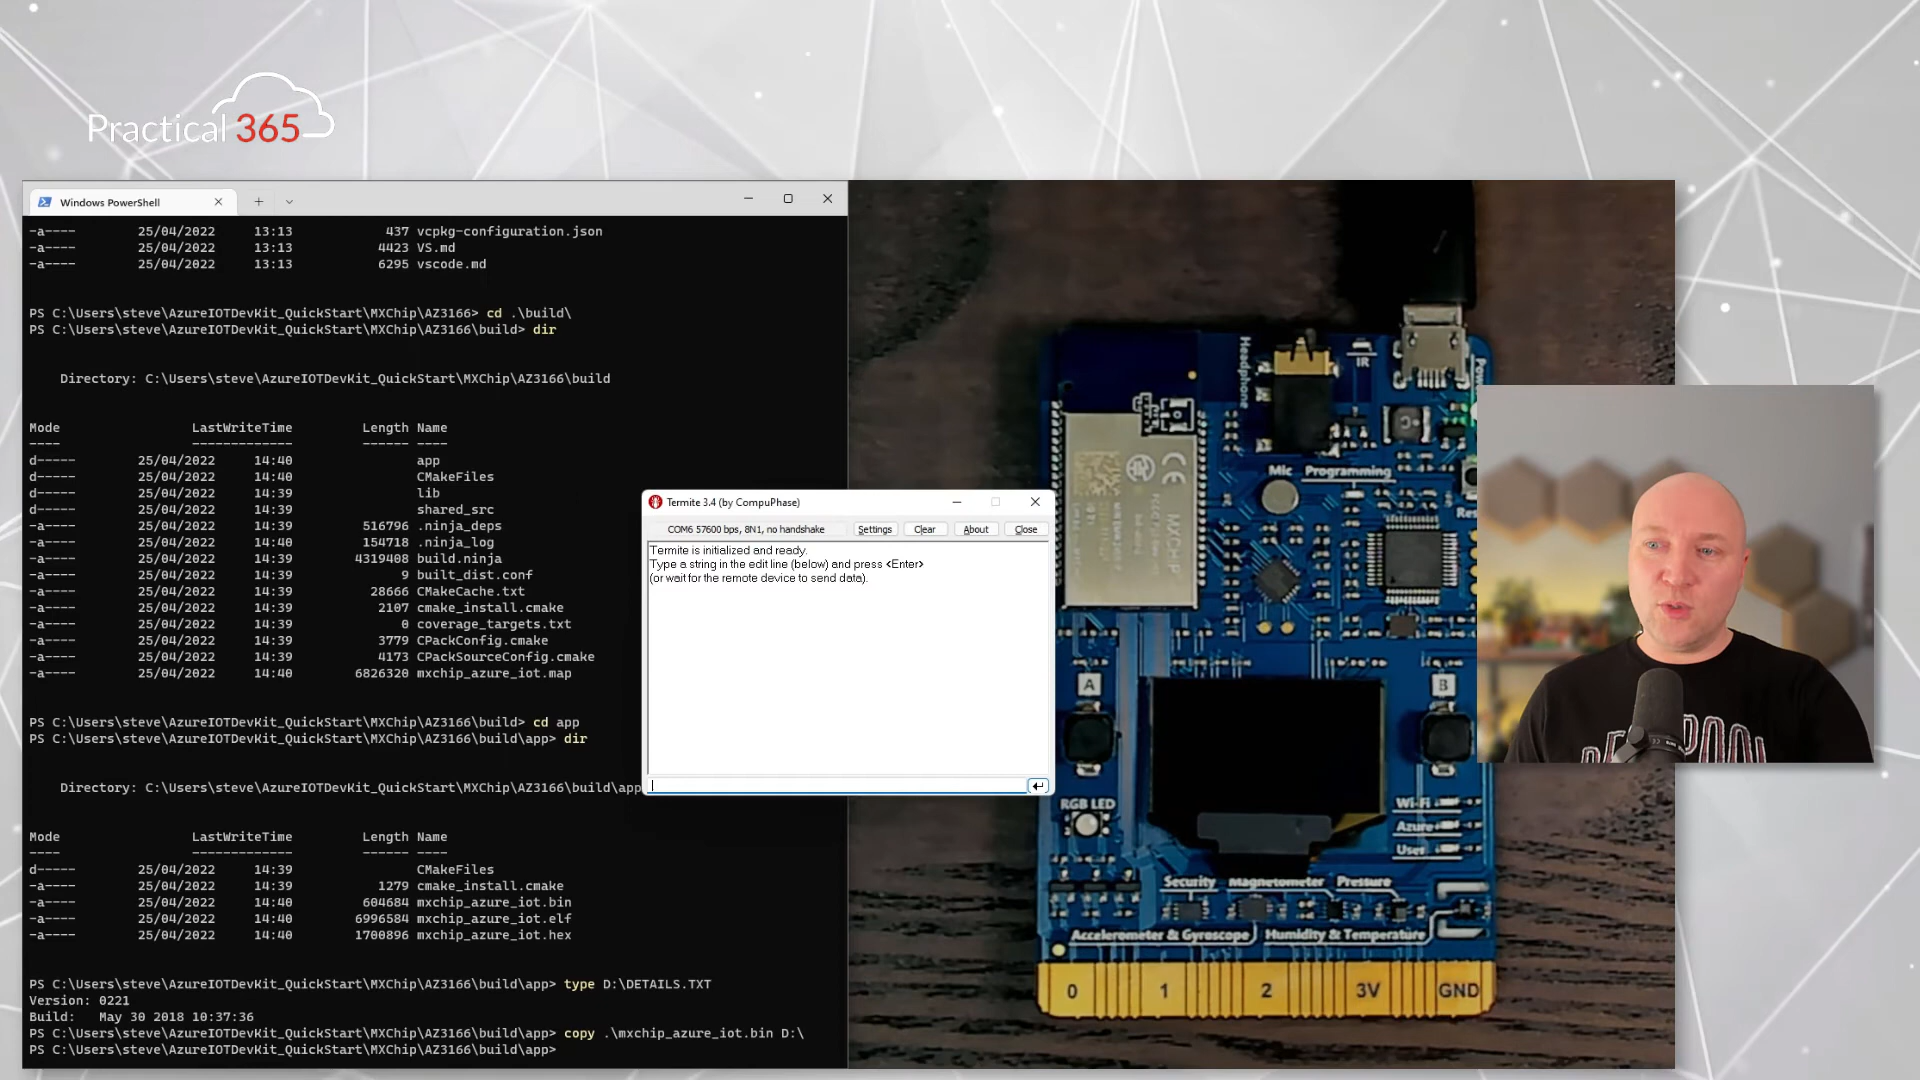 Practical 365
Windows PowerShell
-a---- 25/04/2022 13:13 437 vcpkg-configuration.json
-a---- 25/04/2022 13:13 4423 VS.md
-a---- 25/04/2022 13:13 6295 vscode.md
PS C:\Users\steve\AzureIOTDevKit_QuickStart\MXChip\AZ3166> cd .\build\
PS C:\Users\steve\AzureIOTDevKit_QuickStart\MXChip\AZ3166\build> dir
Directory: C:\Users\steve\AzureIOTDevKit_QuickStart\MXChip\AZ3166\build
Mode LastWriteTime Length Name
---- ------------- ------ ----
d----- 25/04/2022 14:40 app
d----- 25/04/2022 14:40 CMakeFiles
d----- 25/04/2022 14:39 lib
d----- 25/04/2022 14:39 shared_src
-a---- 25/04/2022 14:39 516796 .ninja_deps
-a---- 25/04/2022 14:40 154718 .ninja_log
-a---- 25/04/2022 14:39 4319408 build.ninja
-a---- 25/04/2022 14:39 9 built_dist.conf
-a---- 25/04/2022 14:39 28666 CMakeCache.txt
-a---- 25/04/2022 14:39 2107 cmake_install.cmake
-a---- 25/04/2022 14:39 0 coverage_targets.txt
-a---- 25/04/2022 14:39 3779 CPackConfig.cmake
-a---- 25/04/2022 14:39 4173 CPackSourceConfig.cmake
-a---- 25/04/2022 14:40 6826320 mxchip_azure_iot.map
PS C:\Users\steve\AzureIOTDevKit_QuickStart\MXChip\AZ3166\build> cd app
PS C:\Users\steve\AzureIOTDevKit_QuickStart\MXChip\AZ3166\build\app> dir
Directory: C:\Users\steve\AzureIOTDevKit_QuickStart\MXChip\AZ3166\build\app
Mode LastWriteTime Length Name
---- ------------- ------ ----
d----- 25/04/2022 14:39 CMakeFiles
-a---- 25/04/2022 14:39 1279 cmake_install.cmake
-a---- 25/04/2022 14:40 604684 mxchip_azure_iot.bin
-a---- 25/04/2022 14:40 6996584 mxchip_azure_iot.elf
-a---- 25/04/2022 14:40 1700896 mxchip_azure_iot.hex
PS C:\Users\steve\AzureIOTDevKit_QuickStart\MXChip\AZ3166\build\app> type D:\DETAILS.TXT
Version: 0221
Build: May 30 2018 10:37:36
PS C:\Users\steve\AzureIOTDevKit_QuickStart\MXChip\AZ3166\build\app> copy .\mxchip_azure_iot.bin D:\
PS C:\Users\steve\AzureIOTDevKit_QuickStart\MXChip\AZ3166\build\app>
Termite 3.4 (by CompuPhase)
COM6 57600 bps, 8N1, no handshake Settings Clear About Close
Termite is initialized and ready.
Type a string in the edit line (below) and press <Enter>
(or wait for the remote device to send data).
Headphone
IR
Mic Programming
CE
MXCHIP
A
B
RGB LED
Wi-Fi
Azure
User
Security Magnetometer Pressure
Accelerometer & Gyroscope Humidity & Temperature
0 1 2 3V GND